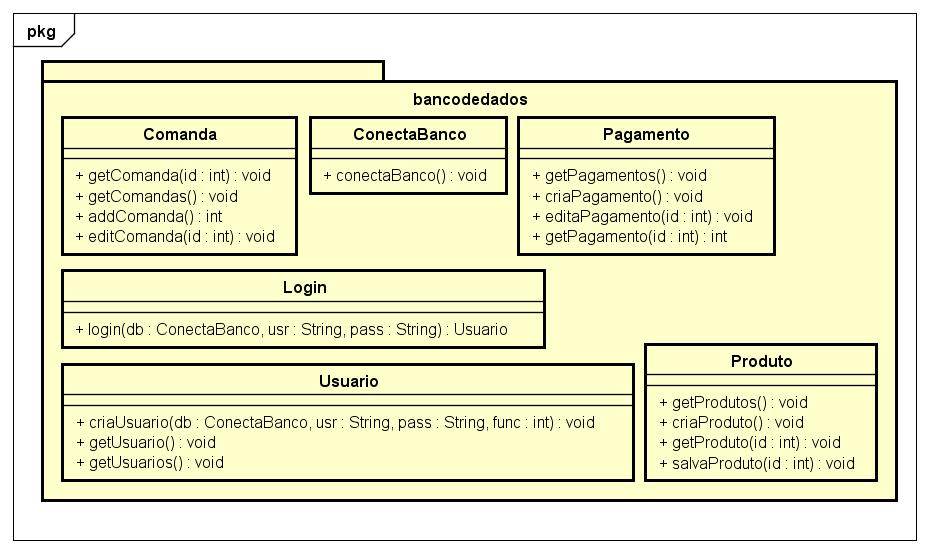 pkg
bancodedados
Comanda
+ getComanda(id : int) : void
+ getComandas() : void
+ addComanda() : int
+ editComanda(id : int) : void
ConectaBanco
+ conectaBanco() : void
Pagamento
+ getPagamentos() : void
+ criaPagamento() : void
+ editaPagamento(id : int) : void
+ getPagamento(id : int) : int
Login
+ login(db : ConectaBanco, usr : String, pass : String) : Usuario
Usuario
+ criaUsuario(db : ConectaBanco, usr : String, pass : String, func : int) : void
+ getUsuario() : void
+ getUsuarios() : void
Produto
+ getProdutos() : void
+ criaProduto() : void
+ getProduto(id : int) : void
+ salvaProduto(id : int) : void